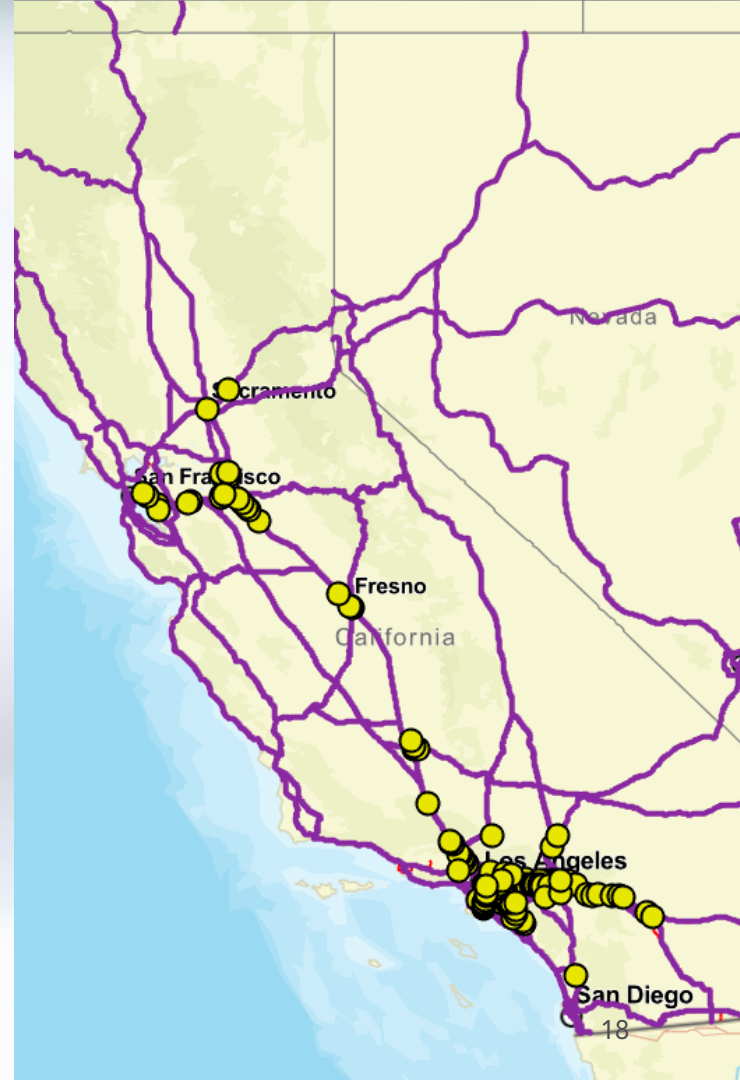 Nevada
Sacramento
San Francisco
Fresno
California
Los Angeles
San Diego
18